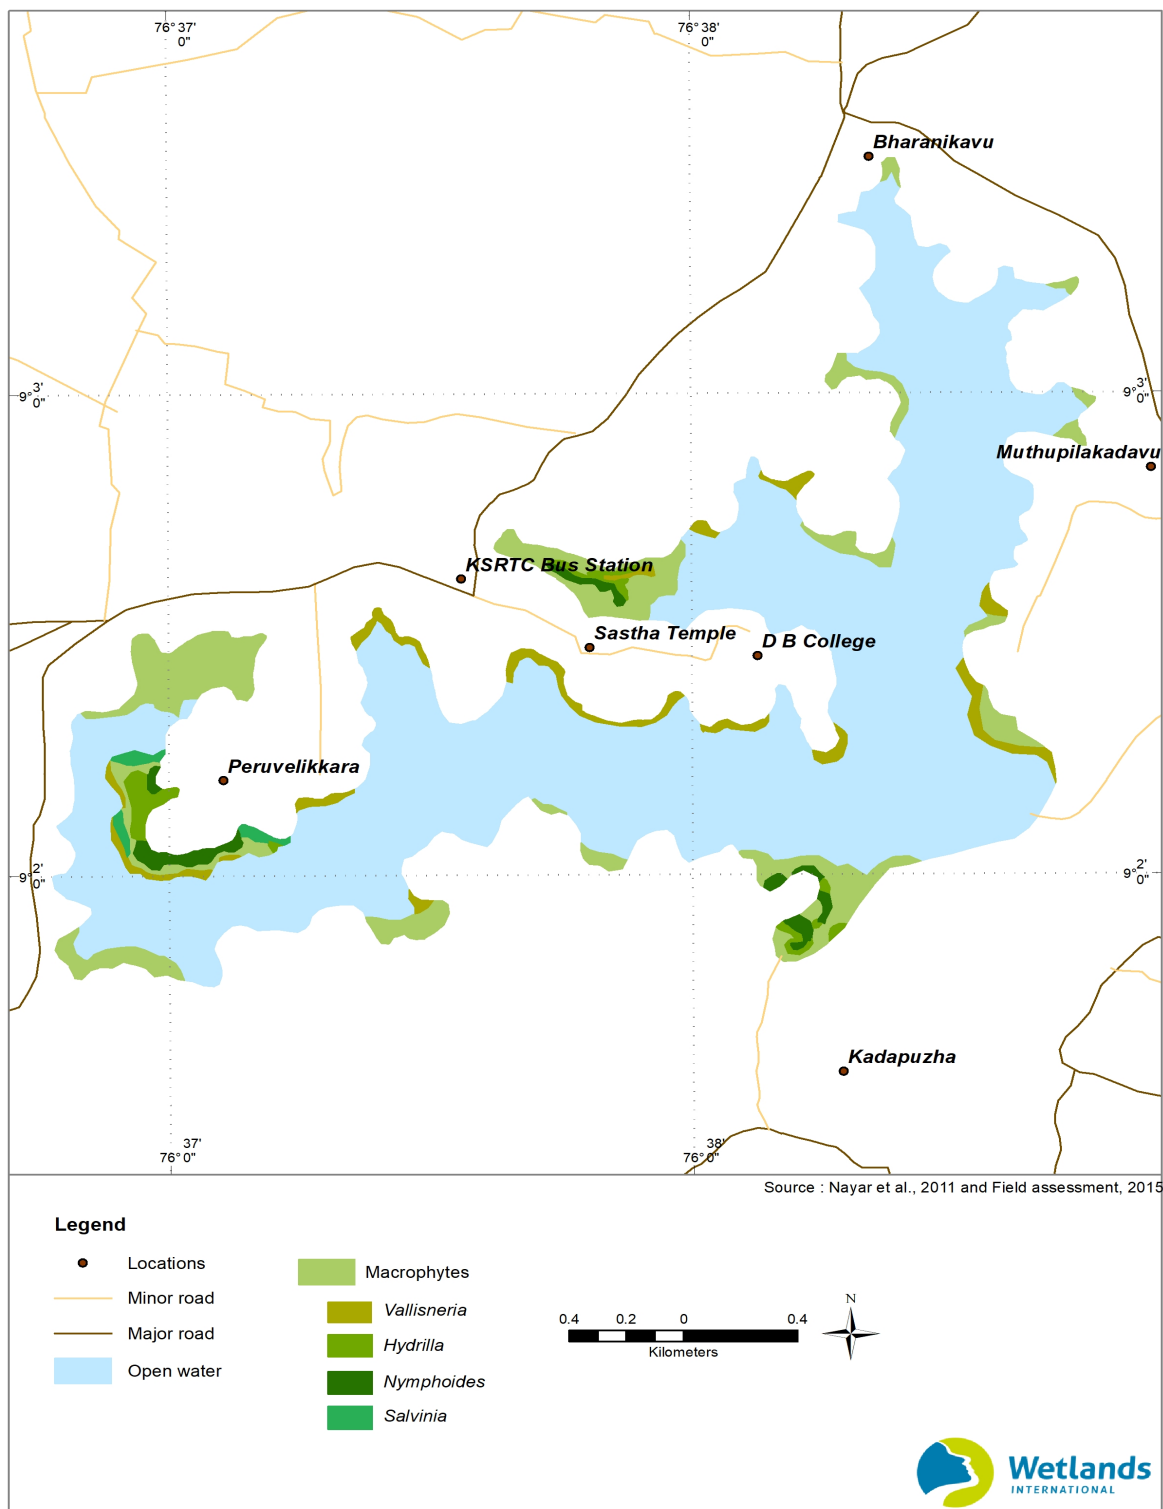 76° 37' 0"
76° 38' 0"
Bharanikavu
9° 3' 0"
9° 3' 0"
Muthupilakadavu
KSRTC Bus Station
Sastha Temple
D B College
Peruvelikkara
9° 2' 0"
9° 2' 0"
Kadapuzha
76° 37' 0"
76° 38' 0"
Source : Nayar et al., 2011 and Field assessment, 2015
Legend
Locations
Minor road
Major road
Open water
Macrophytes
Vallisneria
Hydrilla
Nymphoides
Salvinia
0.4 0.2 0 0.4
Kilometers
N
Wetlands
INTERNATIONAL